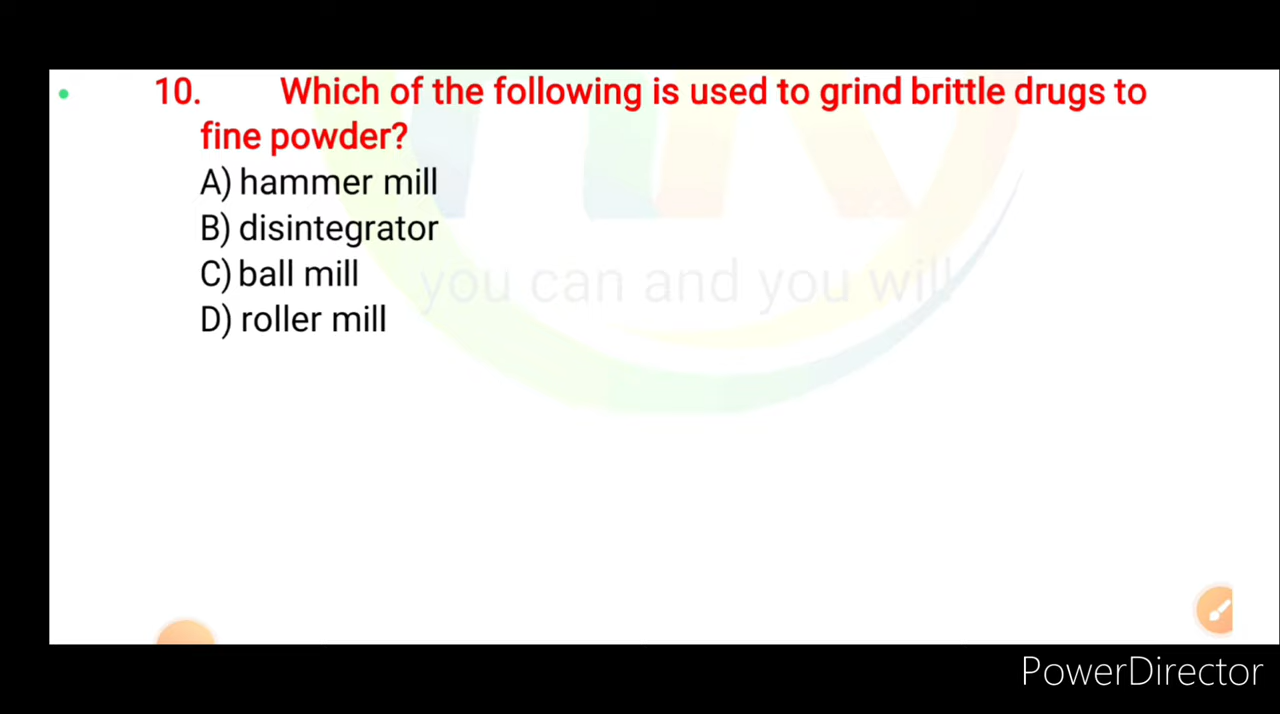 10. Which of the following is used to grind brittle drugs to
fine powder?
A) hammer mill
B) disintegrator
C) ball mill
D) roller mill
you can and you will
PowerDirector